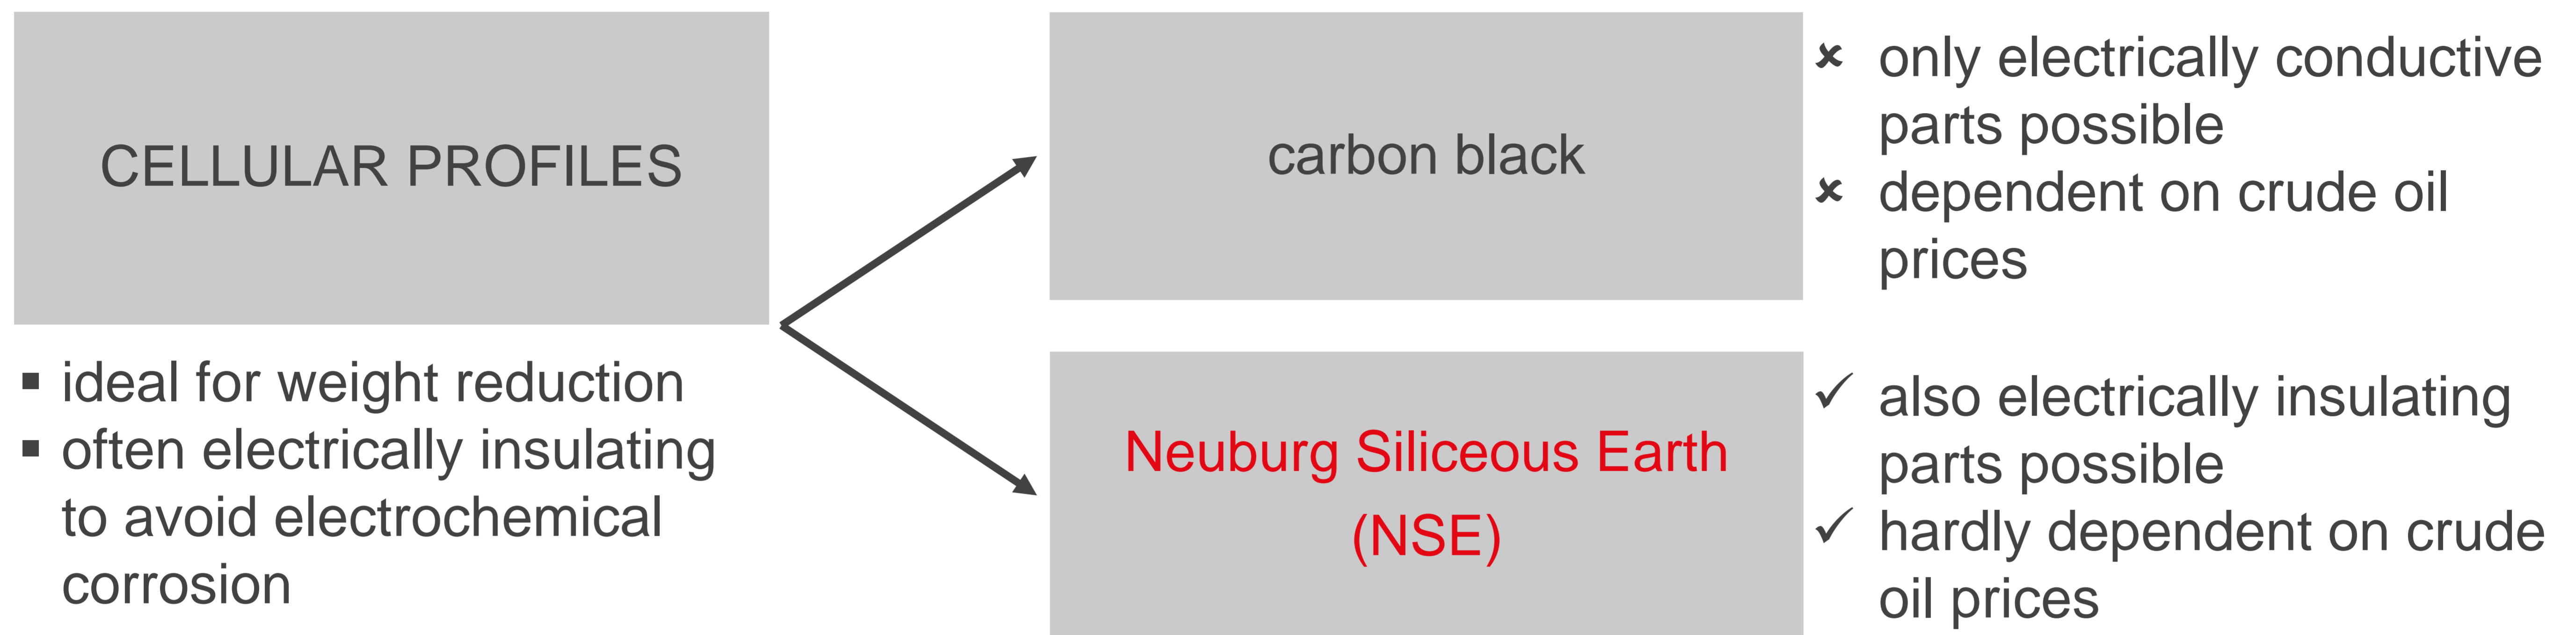 CELLULAR PROFILES
▪ ideal for weight reduction
▪ often electrically insulating
to avoid electrochemical
corrosion
carbon black
✘ only electrically conductive
parts possible
✘ dependent on crude oil
prices
Neuburg Siliceous Earth
(NSE)
✓ also electrically insulating
parts possible
✓ hardly dependent on crude
oil prices